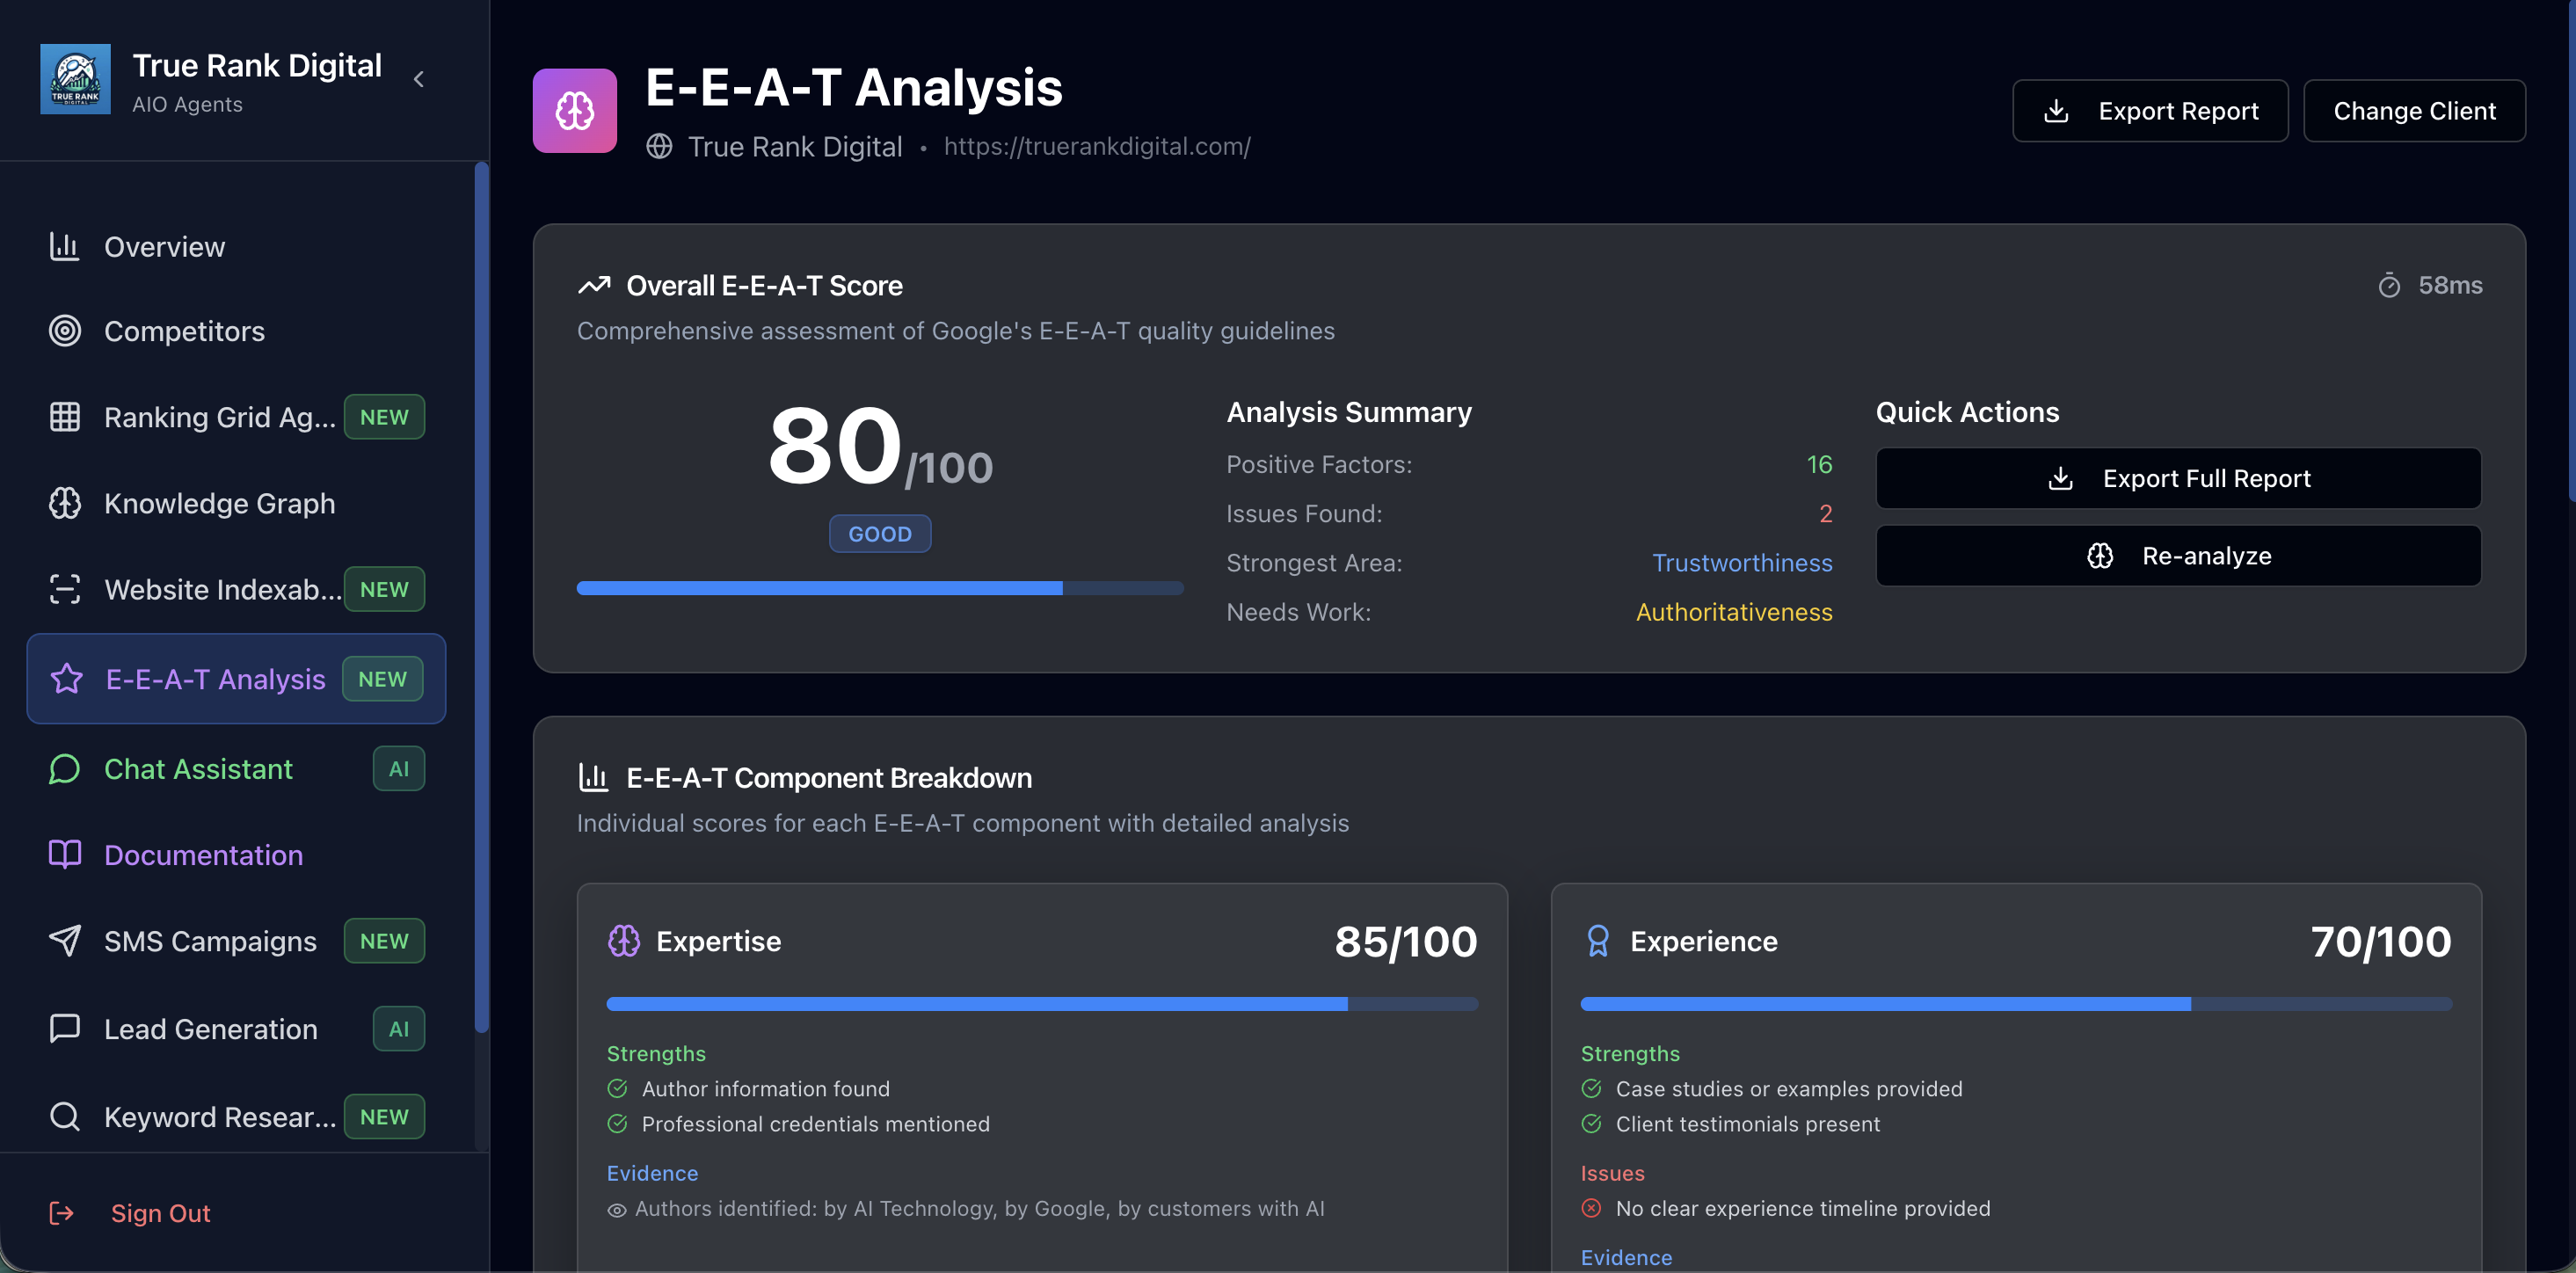 True Rank Digital
AIO Agents
TRUE RANK
DIGITAL
Overview
Competitors
Ranking Grid Ag... NEW
Knowledge Graph
Website Indexab... NEW
E-E-A-T Analysis NEW
Chat Assistant AI
Documentation
SMS Campaigns NEW
Lead Generation AI
Keyword Resear... NEW
Sign Out
E-E-A-T Analysis
True Rank Digital • https://truerankdigital.com/
Export Report
Change Client
Overall E-E-A-T Score
58ms
Comprehensive assessment of Google's E-E-A-T quality guidelines
80/100
GOOD
Analysis Summary
Positive Factors: 16
Issues Found: 2
Strongest Area: Trustworthiness
Needs Work: Authoritativeness
Quick Actions
Export Full Report
Re-analyze
E-E-A-T Component Breakdown
Individual scores for each E-E-A-T component with detailed analysis
Expertise 85/100
Strengths
Author information found
Professional credentials mentioned
Evidence
Authors identified: by AI Technology, by Google, by customers with AI
Experience 70/100
Strengths
Case studies or examples provided
Client testimonials present
Issues
No clear experience timeline provided
Evidence